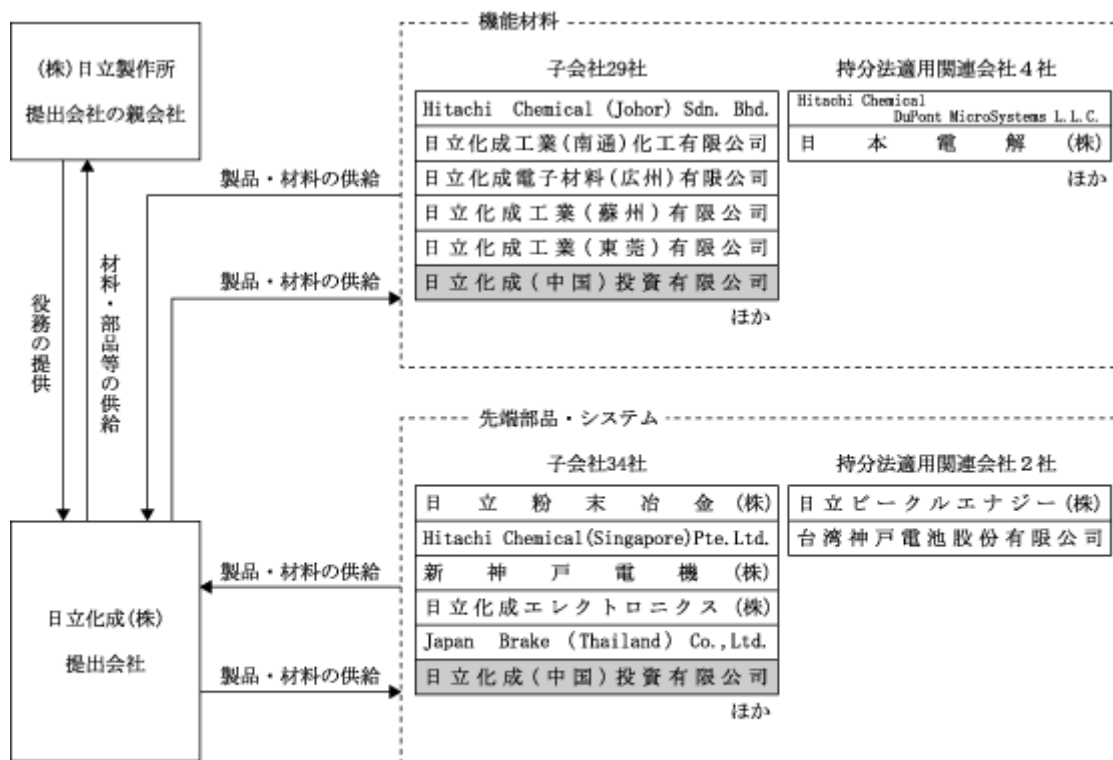 (株)日立製作所
提出会社の親会社
役務の提供
材料・部品等の供給
日立化成(株)
提出会社
製品・材料の供給
製品・材料の供給
製品・材料の供給
製品・材料の供給
機能材料
子会社29社
Hitachi Chemical (Johor) Sdn. Bhd.
日立化成工業(南通)化工有限公司
日立化成電子材料(広州)有限公司
日立化成工業(蘇州)有限公司
日立化成工業(東莞)有限公司
日立化成(中国)投資有限公司
ほか
持分法適用関連会社4社
Hitachi Chemical
DuPont MicroSystems L.L.C.
日本電解(株)
ほか
先端部品・システム
子会社34社
日立粉末冶金(株)
Hitachi Chemical(Singapore)Pte.Ltd.
新神戸電機(株)
日立化成エレクトロニクス(株)
Japan Brake (Thailand) Co.,Ltd.
日立化成(中国)投資有限公司
ほか
持分法適用関連会社2社
日立ビークルエナジー(株)
台湾神戸電池股份有限公司